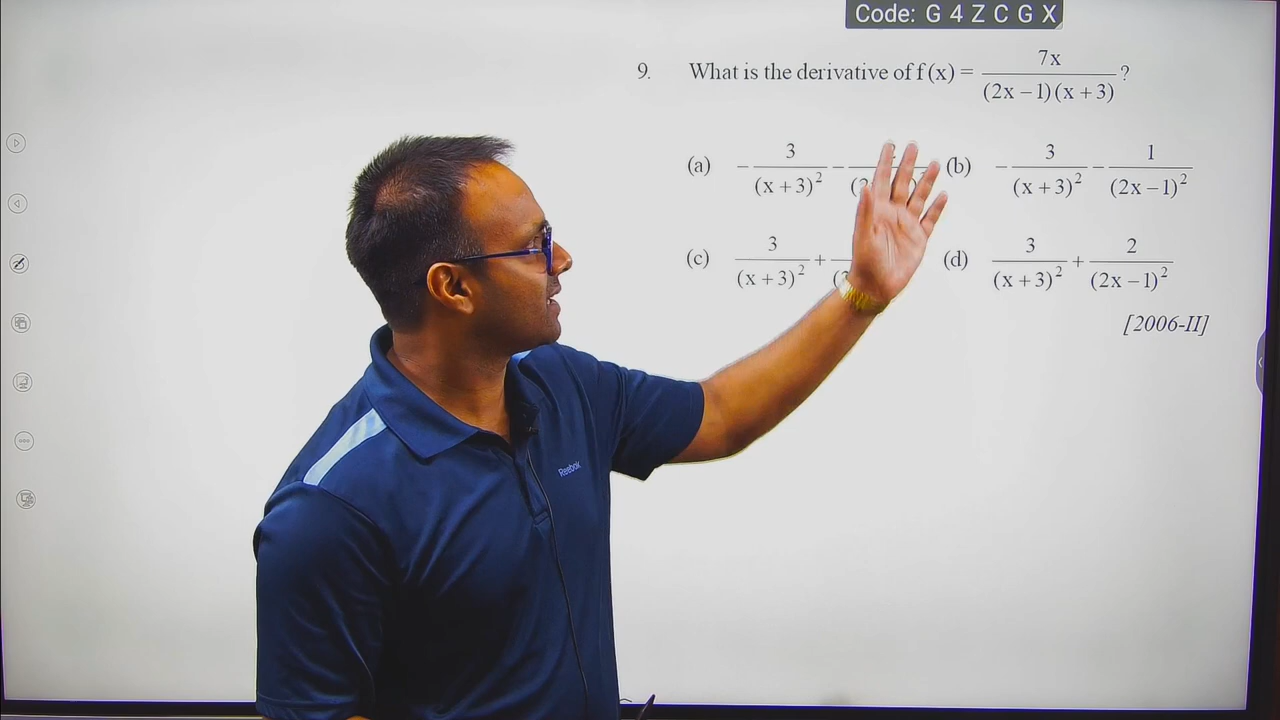 Code: G 4 Z C G X
9. What is the derivative of f (x) = 7x / (2x – 1)(x + 3) ?
(a) – 3 / (x + 3)² – (b) – 3 / (x + 3)² – 1 / (2x – 1)²
(c) 3 / (x + 3)² + (d) 3 / (x + 3)² + 2 / (2x – 1)²
[2006-II]
Reebok